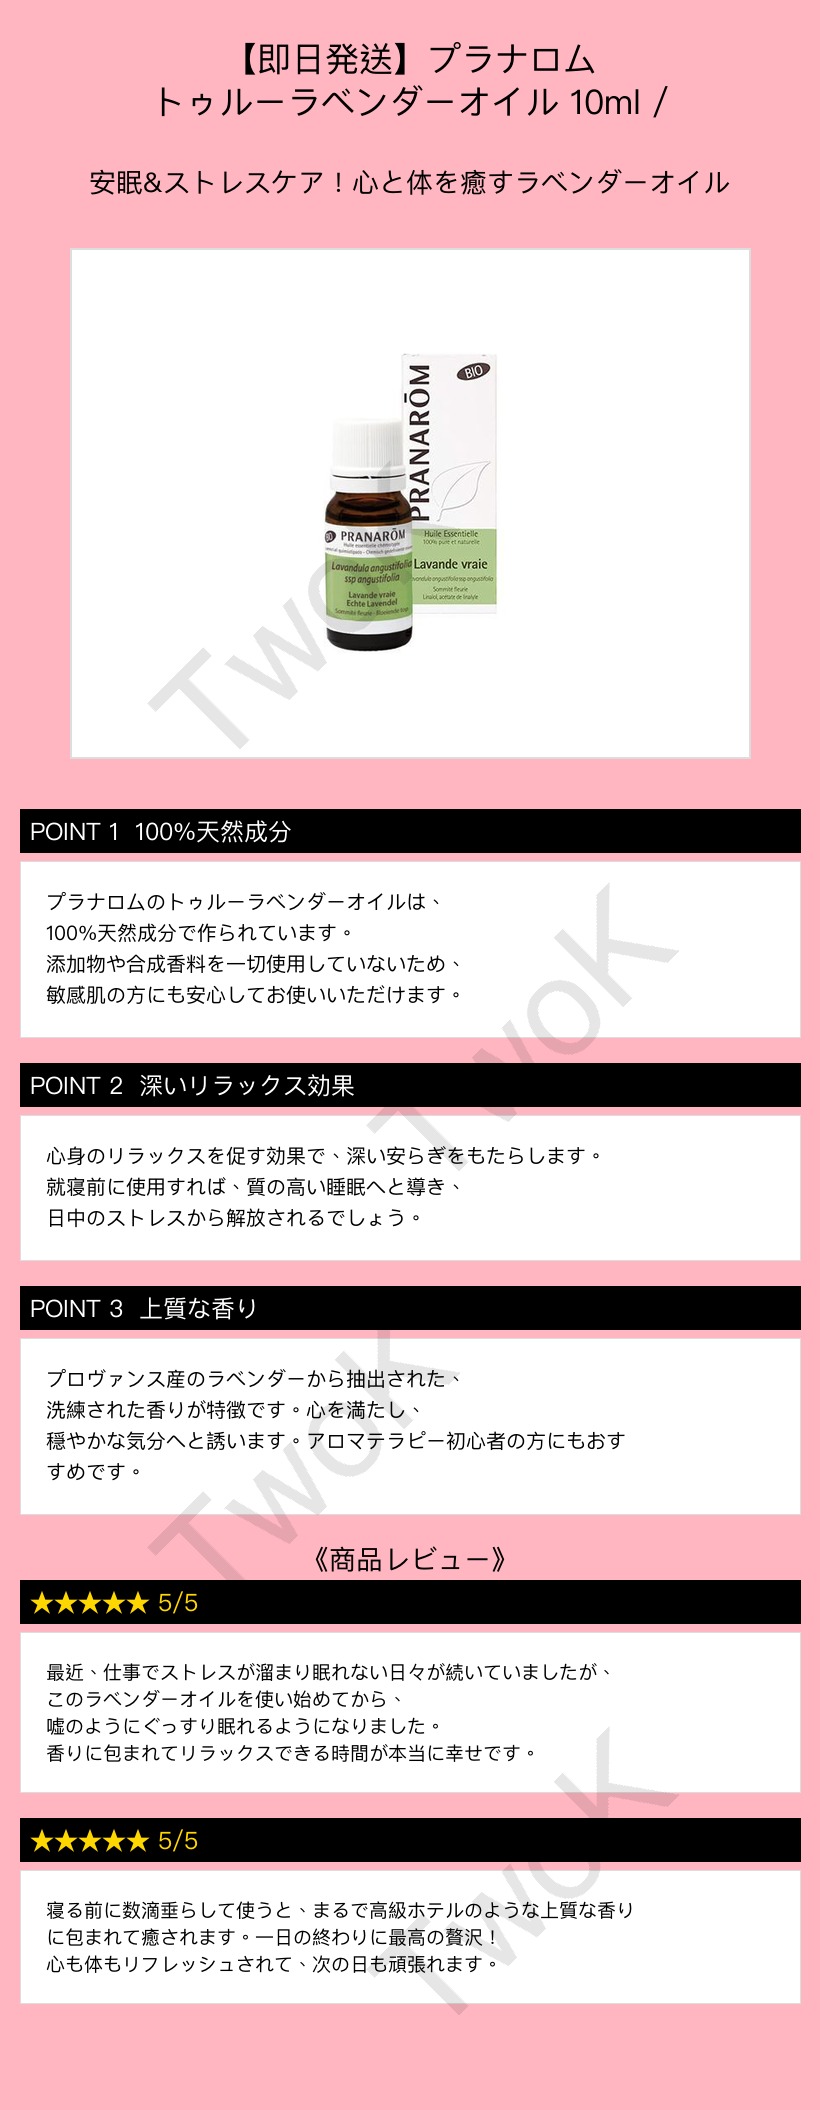 【即日発送】プラナロム
トゥルーラベンダーオイル 10ml /
安眠&ストレスケア！心と体を癒すラベンダーオイル
PRANARŌM
BIO
Huile Essentielle
100% pure et naturelle
Lavande vraie
Lavandula angustifolia ssp angustifolia
Sommité fleurie
Linalol, acétate de linalyle
BIO
PRANARŌM
Huile essentielle chémotypée
Lavandula angustifolia
ssp angustifolia
Lavande vraie
Echte Lavendel
Sommité fleurie - Bloeiende top
TwoK
POINT 1 100%天然成分
プラナロムのトゥルーラベンダーオイルは、
100%天然成分で作られています。
添加物や合成香料を一切使用していないため、
敏感肌の方にも安心してお使いいただけます。
TwoK
POINT 2 深いリラックス効果
心身のリラックスを促す効果で、深い安らぎをもたらします。
就寝前に使用すれば、質の高い睡眠へと導き、
日中のストレスから解放されるでしょう。
POINT 3 上質な香り
プロヴァンス産のラベンダーから抽出された、
洗練された香りが特徴です。心を満たし、
穏やかな気分へと誘います。アロマテラピー初心者の方にもおす
すめです。
TwoK
《商品レビュー》
★★★★★ 5/5
最近、仕事でストレスが溜まり眠れない日々が続いていましたが、
このラベンダーオイルを使い始めてから、
嘘のようにぐっすり眠れるようになりました。
香りに包まれてリラックスできる時間が本当に幸せです。
★★★★★ 5/5
寝る前に数滴垂らして使うと、まるで高級ホテルのような上質な香り
に包まれて癒されます。一日の終わりに最高の贅沢！
心も体もリフレッシュされて、次の日も頑張れます。
TwoK